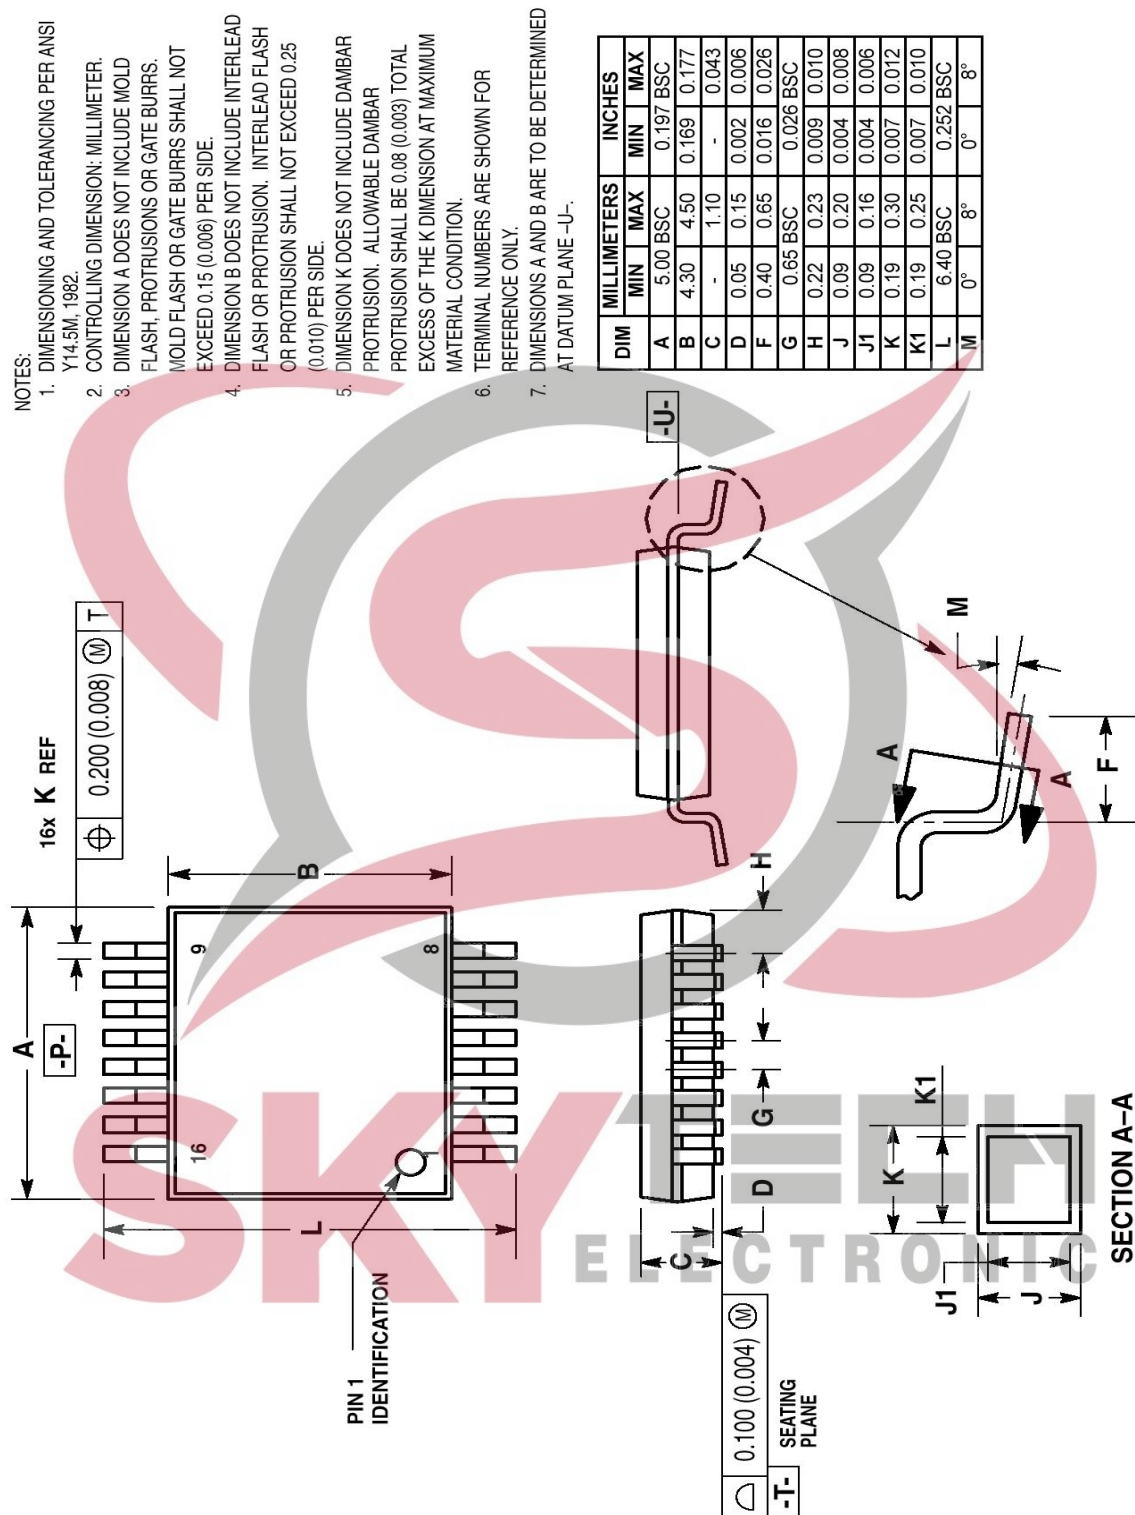 NOTES:
1. DIMENSIONING AND TOLERANCING PER ANSI
Y14.5M, 1982.
2. CONTROLLING DIMENSION: MILLIMETER.
3. DIMENSION A DOES NOT INCLUDE MOLD
FLASH, PROTRUSIONS OR GATE BURRS.
MOLD FLASH OR GATE BURRS SHALL NOT
EXCEED 0.15 (0.006) PER SIDE.
4. DIMENSION B DOES NOT INCLUDE INTERLEAD
FLASH OR PROTRUSION. INTERLEAD FLASH
OR PROTRUSION SHALL NOT EXCEED 0.25
(0.010) PER SIDE.
5. DIMENSION K DOES NOT INCLUDE DAMBAR
PROTRUSION. ALLOWABLE DAMBAR
PROTRUSION SHALL BE 0.08 (0.003) TOTAL
EXCESS OF THE K DIMENSION AT MAXIMUM
MATERIAL CONDITION.
6. TERMINAL NUMBERS ARE SHOWN FOR
REFERENCE ONLY.
7. DIMENSIONS A AND B ARE TO BE DETERMINED
AT DATUM PLANE -U-.
DIM MILLIMETERS INCHES
MIN MAX MIN MAX
A 5.00 BSC 0.197 BSC
B 4.30 4.50 0.169 0.177
C - 1.10 - 0.043
D 0.05 0.15 0.002 0.006
F 0.40 0.65 0.016 0.026
G 0.65 BSC 0.026 BSC
H 0.22 0.23 0.009 0.010
J 0.09 0.20 0.004 0.008
J1 0.09 0.16 0.004 0.006
K 0.19 0.30 0.007 0.012
K1 0.19 0.25 0.007 0.010
L 6.40 BSC 0.252 BSC
M 0° 8° 0° 8°
16x K REF
0.200 (0.008) M T
A
-P-
16
9
8
1
B
L
PIN 1
IDENTIFICATION
-U-
C
D
G
H
0.100 (0.004) M
-T-
SEATING
PLANE
M
A
A
F
K
K1
J1
J
SECTION A–A
SKYTECH
ELECTRONIC